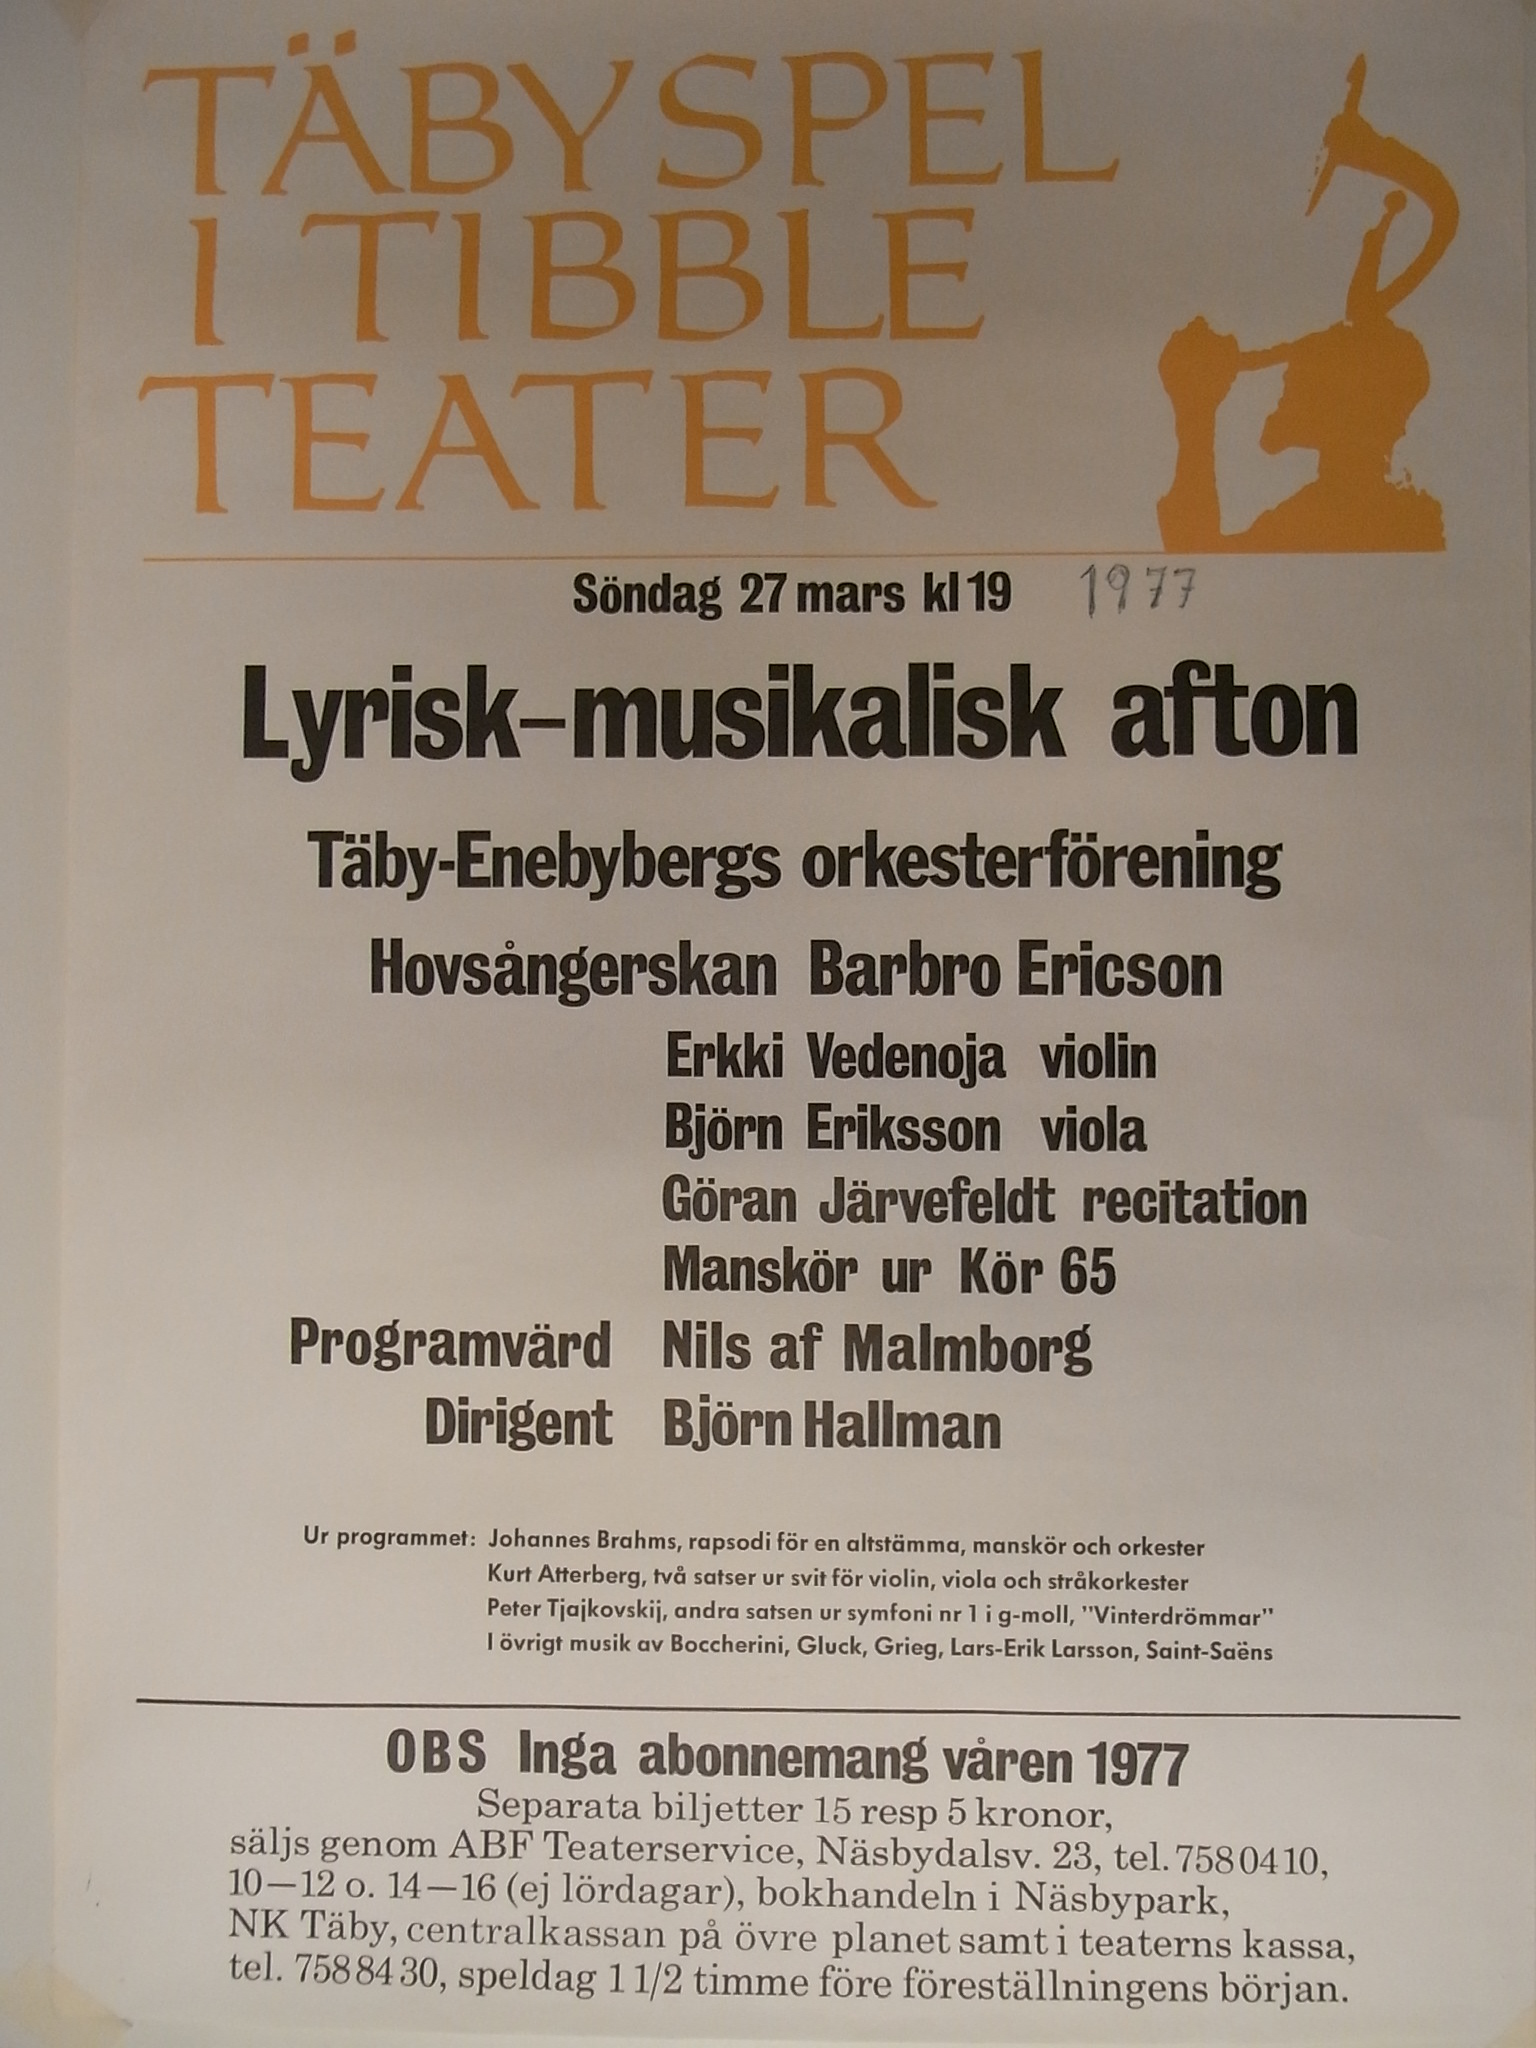 TÄBYSPEL
I TIBBLE
TEATER
Söndag 27 mars kl 19 1977
Lyrisk–musikalisk afton
Täby-Enebybergs orkesterförening
Hovsångerskan Barbro Ericson
Erkki Vedenoja violin
Björn Eriksson viola
Göran Järvefeldt recitation
Manskör ur Kör 65
Programvärd Nils af Malmborg
Dirigent Björn Hallman
Ur programmet: Johannes Brahms, rapsodi för en altstämma, manskör och orkester
Kurt Atterberg, två satser ur svit för violin, viola och stråkorkester
Peter Tjajkovskij, andra satsen ur symfoni nr 1 i g-moll, "Vinterdrömmar"
I övrigt musik av Boccherini, Gluck, Grieg, Lars-Erik Larsson, Saint-Saëns
OBS Inga abonnemang våren 1977
Separata biljetter 15 resp 5 kronor,
säljs genom ABF Teaterservice, Näsbydalsv. 23, tel. 758 04 10,
10—12 o. 14—16 (ej lördagar), bokhandeln i Näsbypark,
NK Täby, centralkassan på övre planet samt i teaterns kassa,
tel. 758 84 30, speldag 1 1/2 timme före föreställningens början.